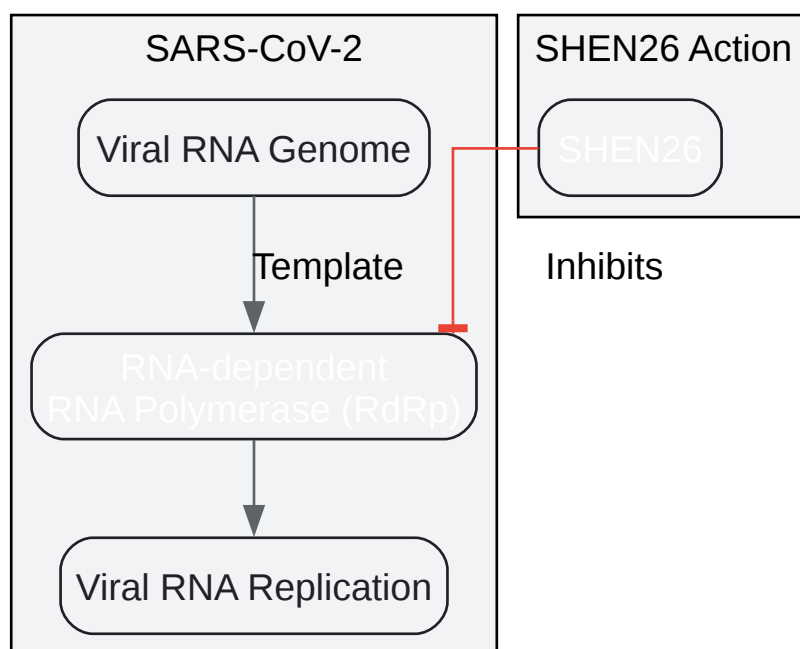 SARS-CoV-2
SHEN26 Action
Viral RNA Genome
SHEN26
Template
Inhibits
RNA-dependent
RNA Polymerase (RdRp)
Viral RNA Replication